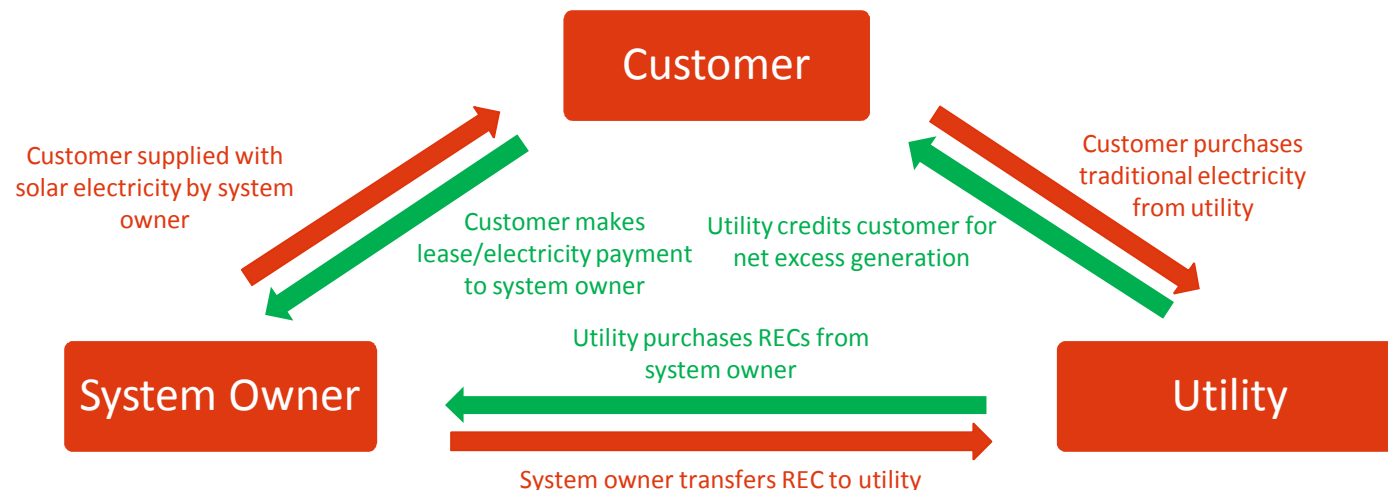 Customer
Customer supplied with
solar electricity by system
owner
Customer purchases
traditional electricity
from utility
Customer makes
lease/electricity payment
to system owner
Utility credits customer for
net excess generation
Utility purchases RECs from
system owner
System Owner
Utility
System owner transfers REC to utility